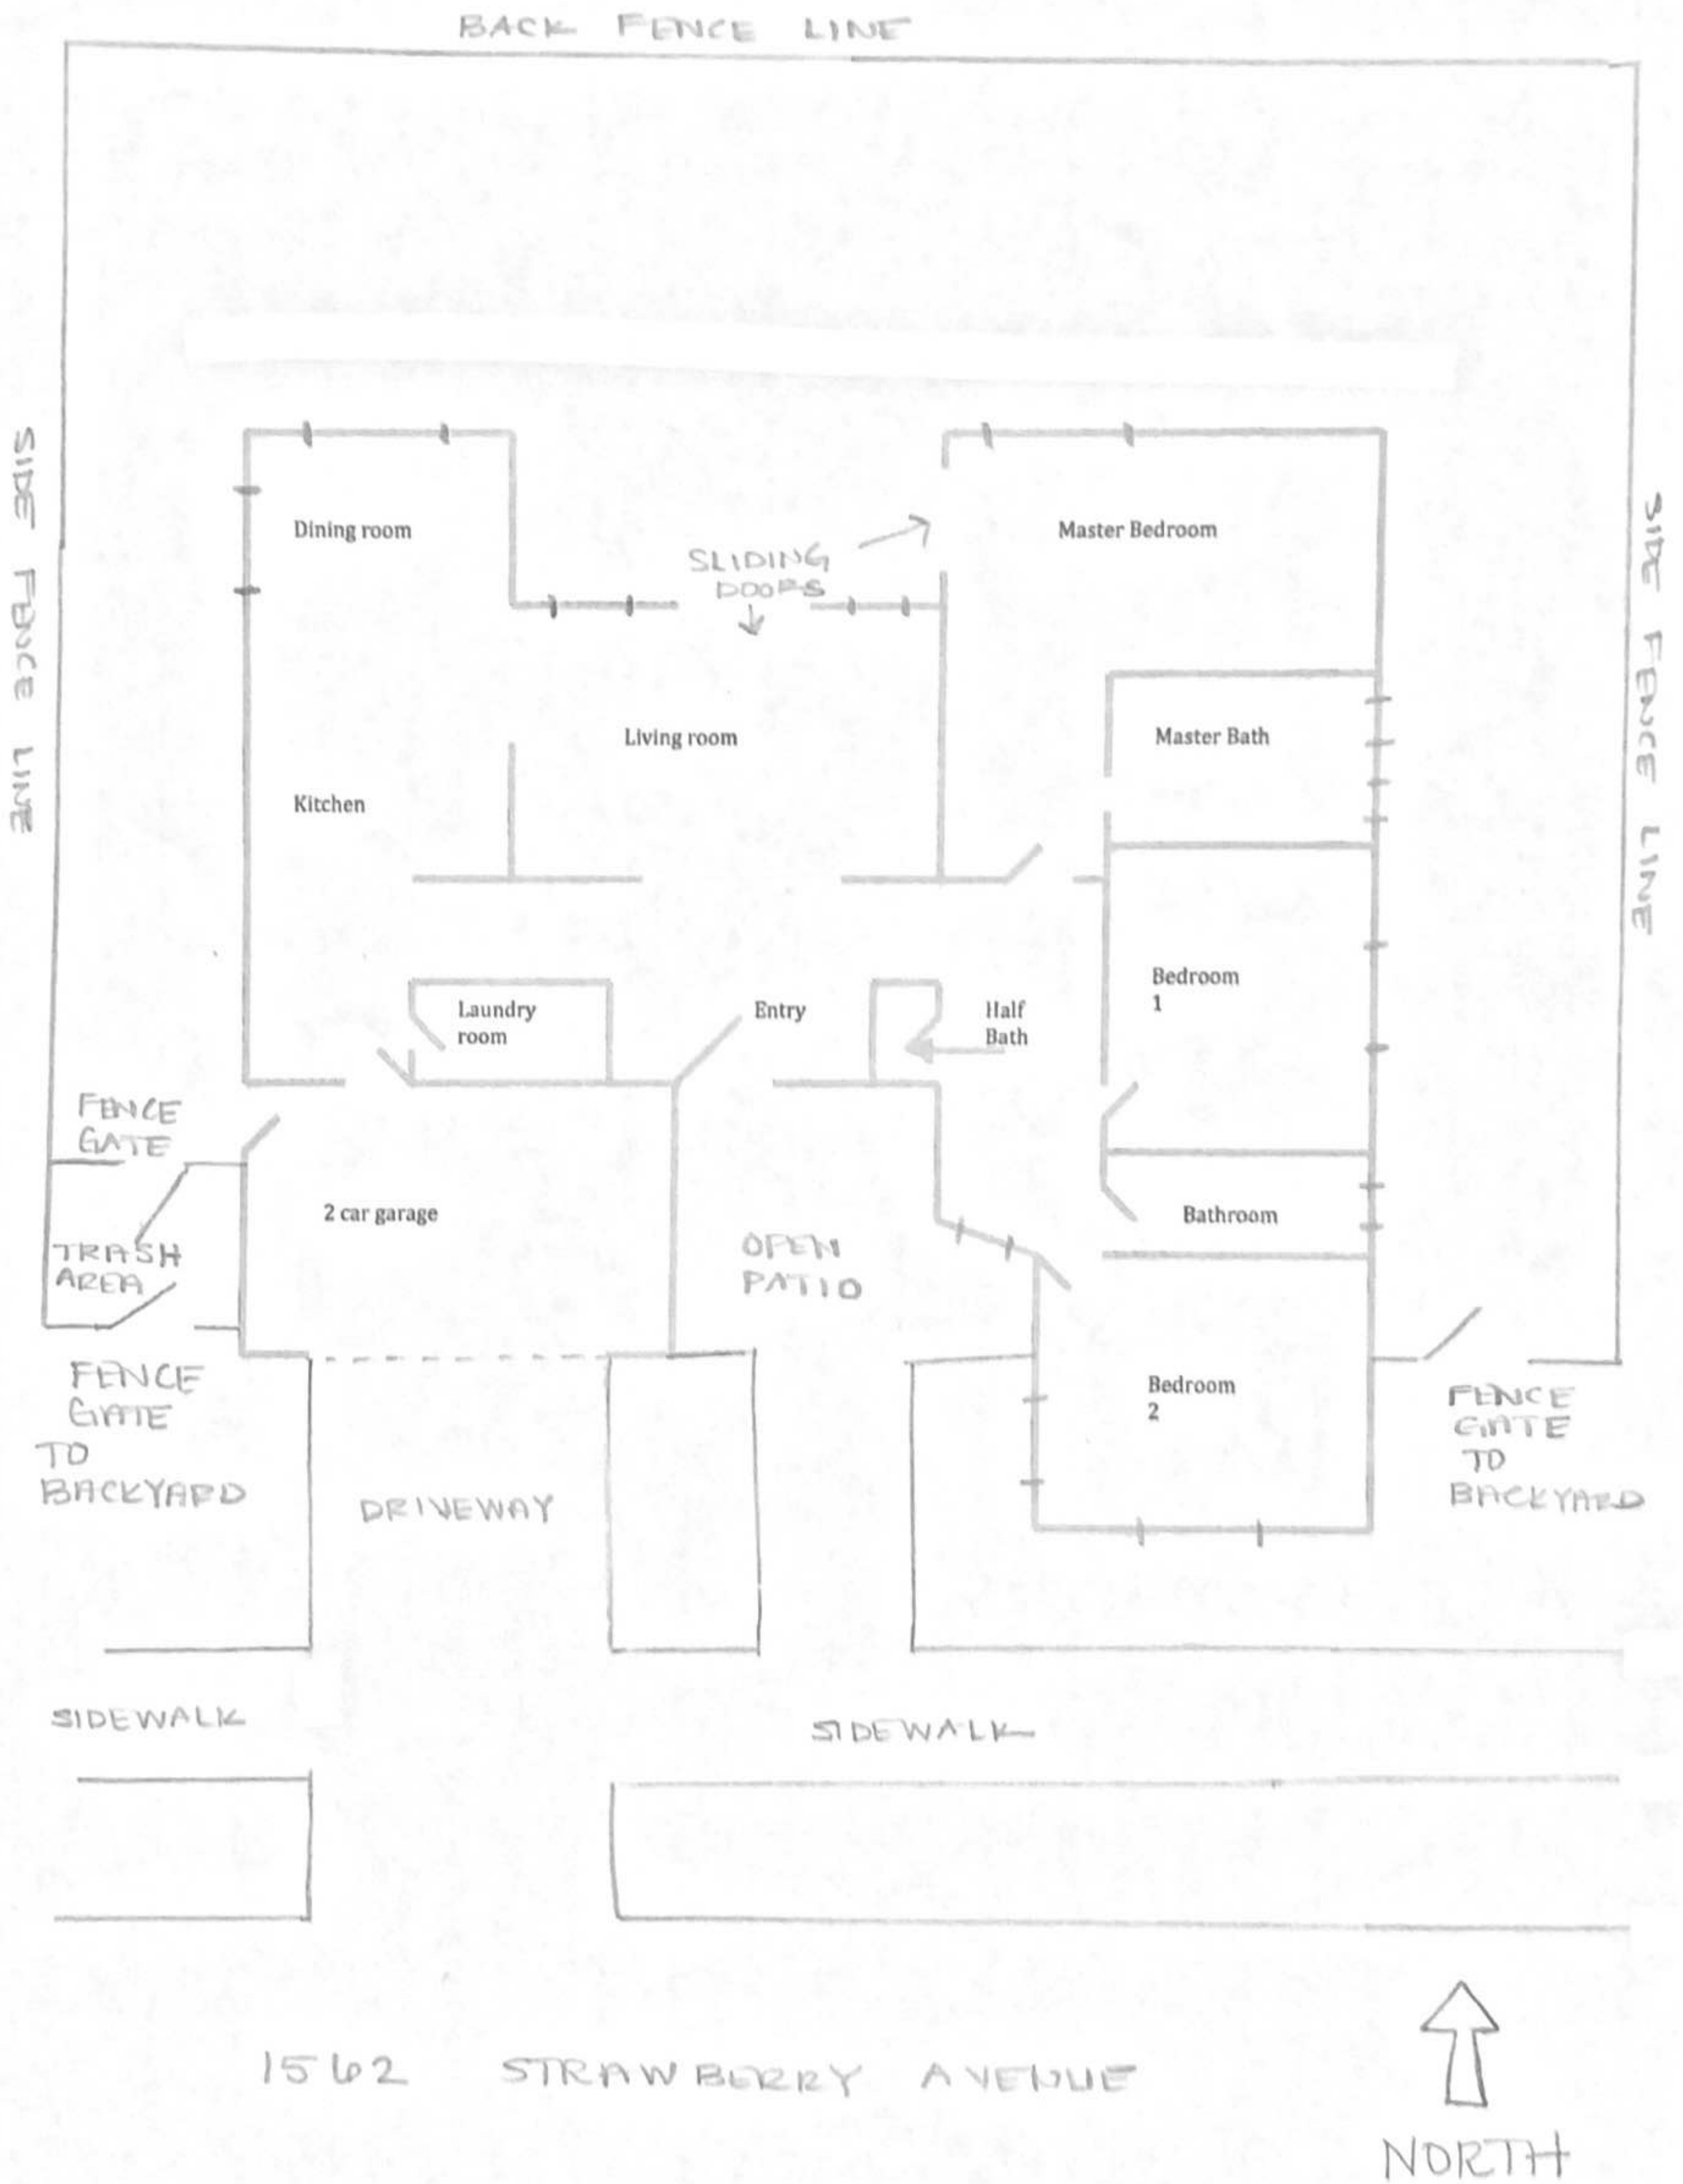 BACK FENCE LINE
SIDE FENCE LINE
SIDE FENCE LINE
Dining room
Master Bedroom
SLIDING
DOORS
Living room
Master Bath
Kitchen
Bedroom
1
Laundry
room
Entry
Half
Bath
FENCE
GATE
2 car garage
Bathroom
TRASH
AREA
OPEN
PATIO
FENCE
GATE
TO
BACKYARD
Bedroom
2
FENCE
GATE
TO
BACKYARD
DRIVEWAY
SIDEWALK
SIDEWALK
1562 STRAWBERRY AVENUE
NORTH